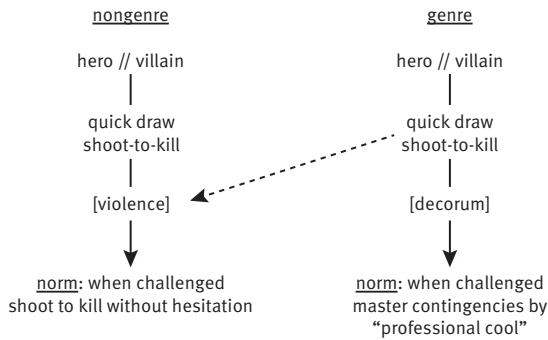 nongenre
hero // villain
quick draw
shoot-to-kill
[violence]
norm: when challenged
shoot to kill without hesitation
genre
hero // villain
quick draw
shoot-to-kill
[decorum]
norm: when challenged
master contingencies by
“professional cool”